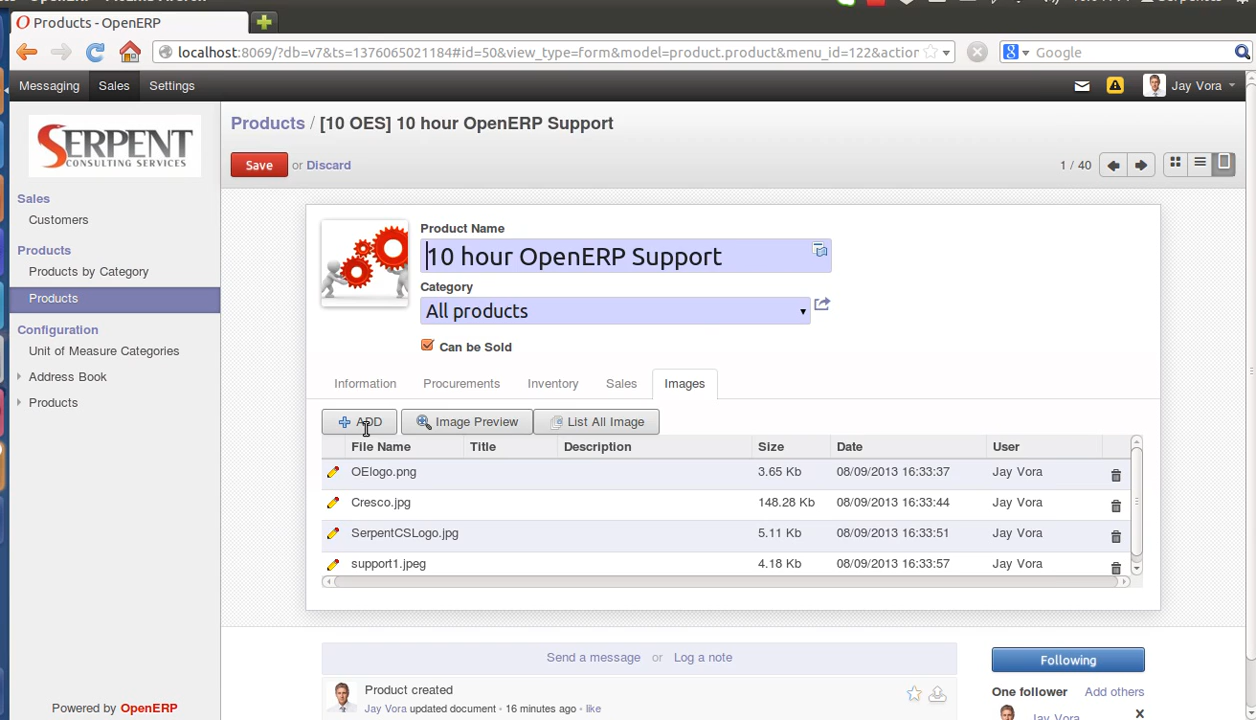 Products - OpenERP
localhost:8069/?db=v7&ts=1376065021184#id=50&view_type=form&model=product.product&menu_id=122&action
Google
Messaging Sales Settings Jay Vora
SERPENT
CONSULTING SERVICES
Sales
Customers
Products
Products by Category
Products
Configuration
Unit of Measure Categories
Address Book
Products
Powered by OpenERP
Products / [10 OES] 10 hour OpenERP Support
Save or Discard 1 / 40
Product Name
10 hour OpenERP Support
Category
All products
Can be Sold
Information Procurements Inventory Sales Images
ADD Image Preview List All Image
File Name Title Description Size Date User
OElogo.png 3.65 Kb 08/09/2013 16:33:37 Jay Vora
Cresco.jpg 148.28 Kb 08/09/2013 16:33:44 Jay Vora
SerpentCSLogo.jpg 5.11 Kb 08/09/2013 16:33:51 Jay Vora
support1.jpeg 4.18 Kb 08/09/2013 16:33:57 Jay Vora
Send a message or Log a note
Following
Product created
Jay Vora updated document • 16 minutes ago • like
One follower Add others
Jay Vora